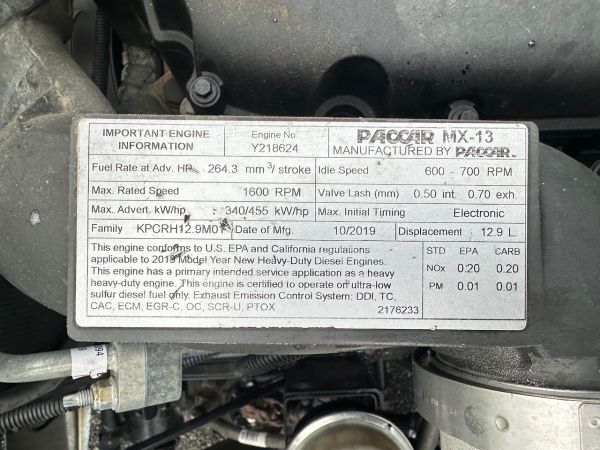 IMPORTANT ENGINE INFORMATION
Engine No. Y218624
PACCAR MX-13
MANUFACTURED BY PACCAR
Fuel Rate at Adv. HP 264.3 mm³/stroke Idle Speed 600 - 700 RPM
Max. Rated Speed 1600 RPM Valve Lash (mm) 0.50 int. 0.70 exh.
Max. Advert. kW/hp 340/455 kW/hp Max. Initial Timing Electronic
Family KPCRH12.9M01 Date of Mfg. 10/2019 Displacement 12.9 L.
This engine conforms to U.S. EPA and California regulations
applicable to 2019 Model Year New Heavy-Duty Diesel Engines.
This engine has a primary intended service application as a heavy
heavy-duty engine. This engine is certified to operate on ultra-low
sulfur diesel fuel only. Exhaust Emission Control System: DDI, TC,
CAC, ECM, EGR-C, OC, SCR-U, PTOX 2176233
STD EPA CARB
NOx 0.20 0.20
PM 0.01 0.01